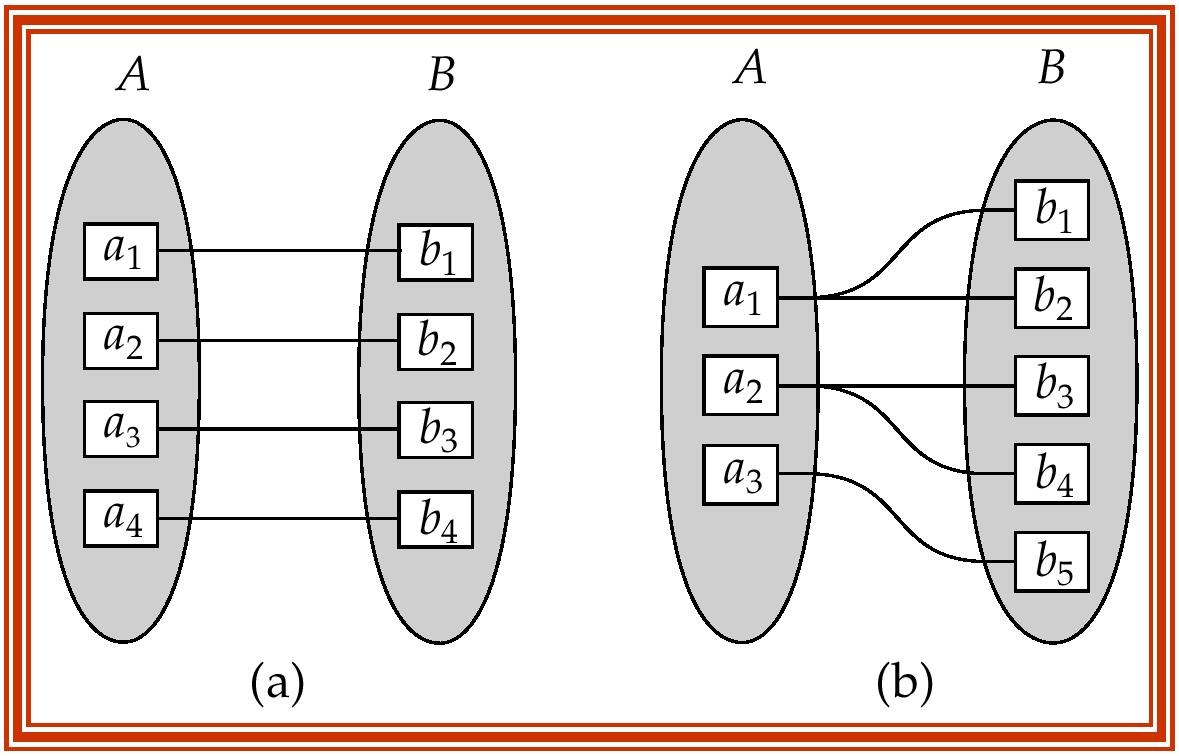 A B
a1 b1
a2 b2
a3 b3
a4 b4
(a)
A B
b1
a1 b2
a2 b3
a3 b4
b5
(b)